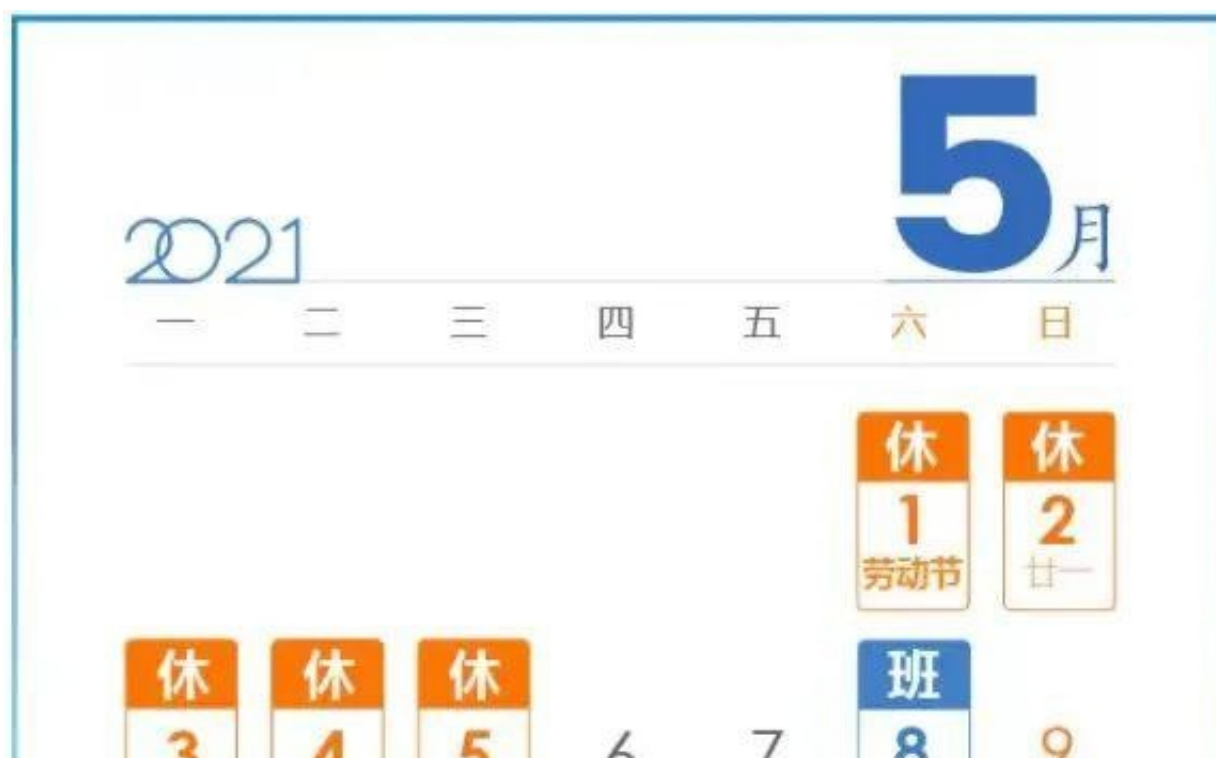 5月
2021
一 二 三 四 五 六 日
休 休
1 2
劳动节 廿一
休 休 休 班
3 4 5 6 7 8 9